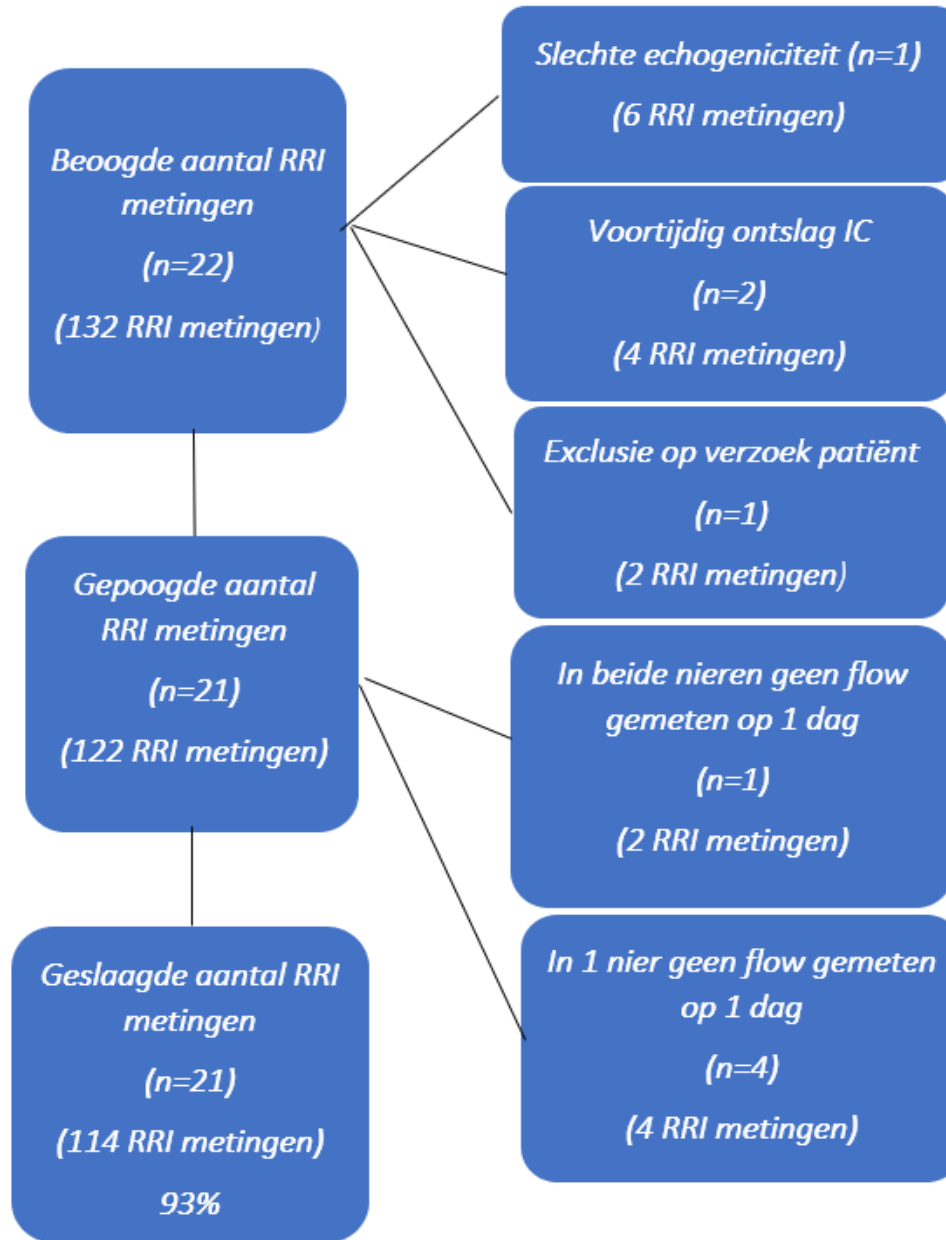 Beoogde aantal RRI
metingen
(n=22)
(132 RRI metingen)
Slechte echogeniciteit (n=1)
(6 RRI metingen)
Voortijdig ontslag IC
(n=2)
(4 RRI metingen)
Exclusie op verzoek patiënt
(n=1)
(2 RRI metingen)
Gepoogde aantal
RRI metingen
(n=21)
(122 RRI metingen)
In beide nieren geen flow
gemeten op 1 dag
(n=1)
(2 RRI metingen)
In 1 nier geen flow gemeten
op 1 dag
(n=4)
(4 RRI metingen)
Geslaagde aantal RRI
metingen
(n=21)
(114 RRI metingen)
93%